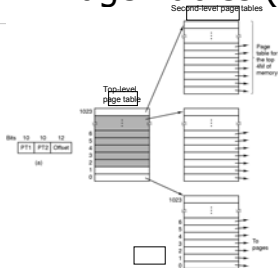 Page Tables (
Second-level page tables
Page
table for
the top
4M of
memory
Top-level
page table
1023
6
5
4
3
2
1
0
Bits 10 10 12
PT1 PT2 Offset
(a)
1023
6
5
4
3
2
1
0
To
pages